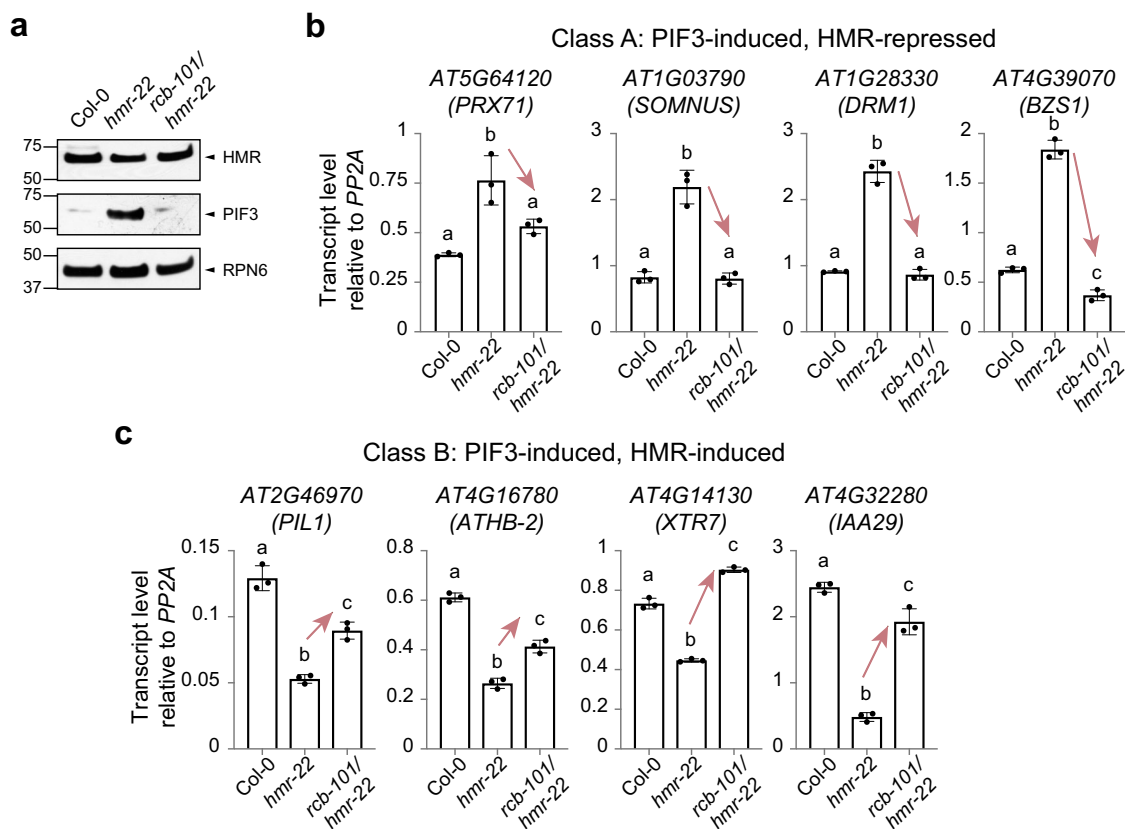 a
Col-0
hmr-22
rcb-101/
hmr-22
75
50
HMR
75
50
PIF3
50
37
RPN6
b
Class A: PIF3-induced, HMR-repressed
AT5G64120
(PRX71)
AT1G03790
(SOMNUS)
AT1G28330
(DRM1)
AT4G39070
(BZS1)
Transcript level
relative to PP2A
1
0.75
0.5
0.25
0
a
b
a
Col-0
hmr-22
rcb-101/
hmr-22
3
2
1
0
a
b
a
Col-0
hmr-22
rcb-101/
hmr-22
3
2
1
0
a
b
a
Col-0
hmr-22
rcb-101/
hmr-22
2
1.5
1
0.5
0
a
b
c
Col-0
hmr-22
rcb-101/
hmr-22
c
Class B: PIF3-induced, HMR-induced
AT2G46970
(PIL1)
AT4G16780
(ATHB-2)
AT4G14130
(XTR7)
AT4G32280
(IAA29)
Transcript level
relative to PP2A
0.15
0.1
0.05
0
a
b
c
Col-0
hmr-22
rcb-101/
hmr-22
0.8
0.6
0.4
0.2
0
a
b
c
Col-0
hmr-22
rcb-101/
hmr-22
1
0.8
0.6
0.4
0.2
0
a
b
c
Col-0
hmr-22
rcb-101/
hmr-22
3
2
1
0
a
b
c
Col-0
hmr-22
rcb-101/
hmr-22